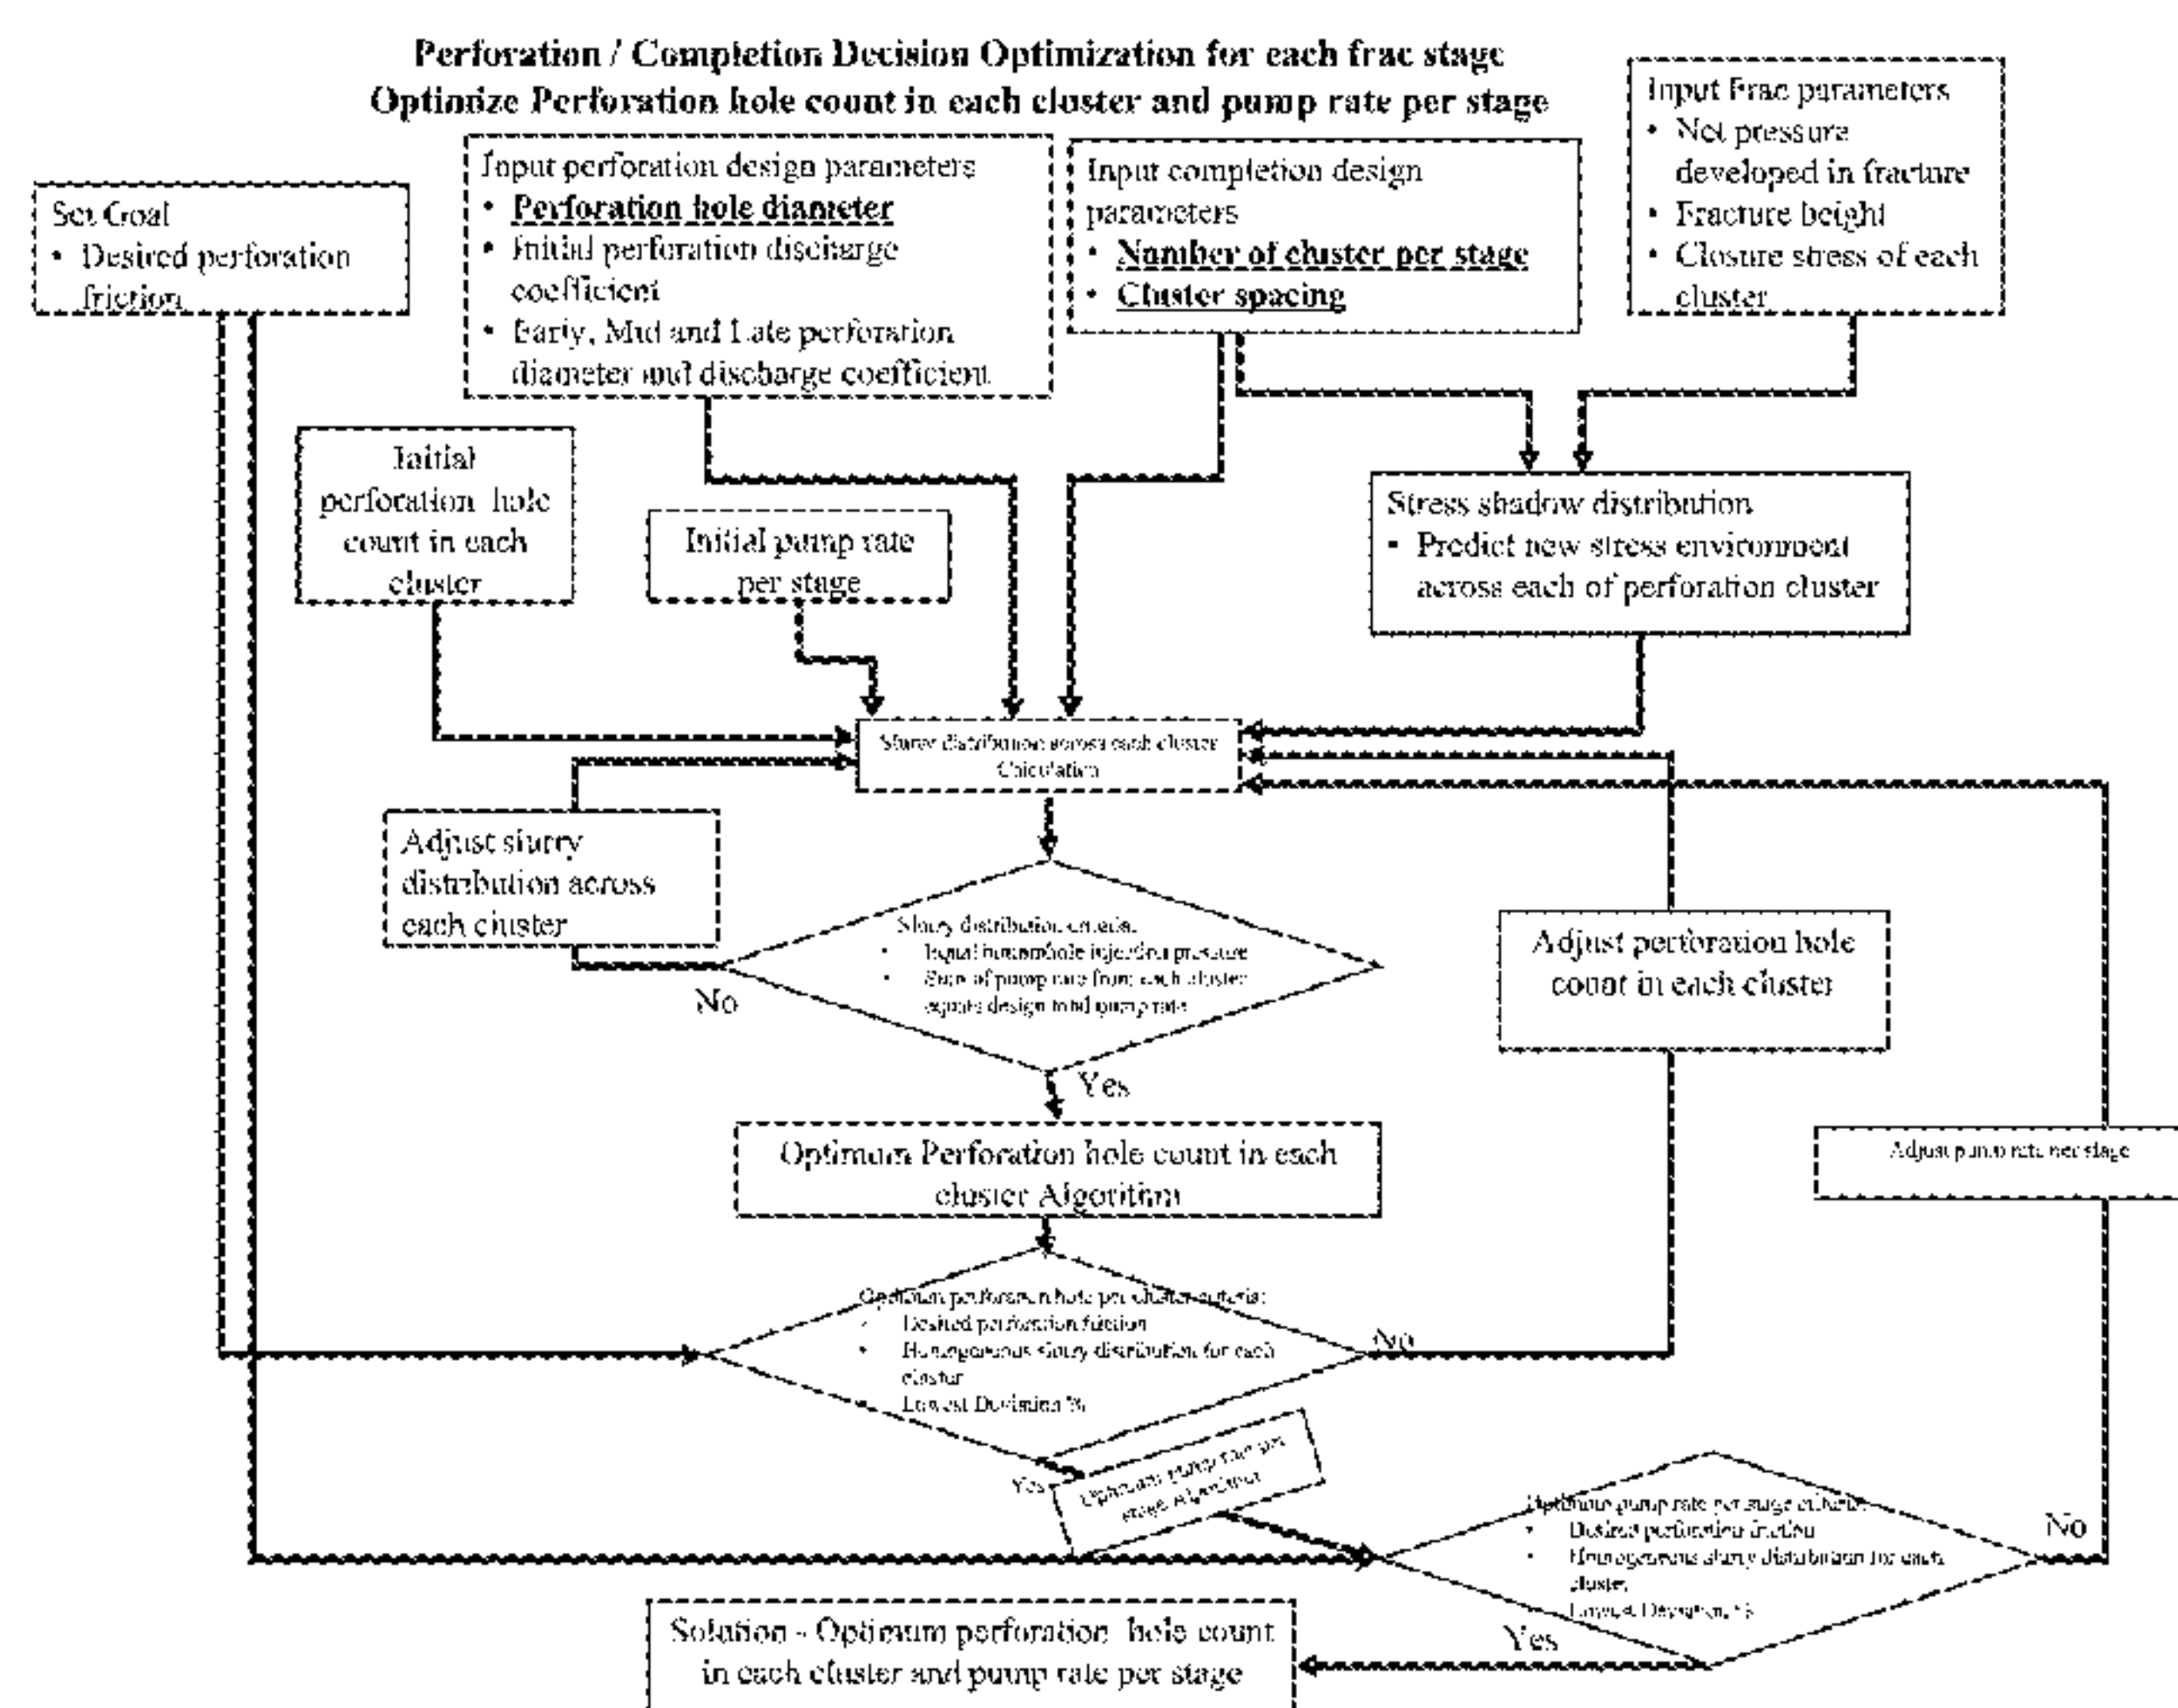 Perforation / Completion Decision Optimization for each frac stage
Optimize Perforation hole count in each cluster and pump rate per stage
Set Goal
• Desired perforation
friction
Input perforation design parameters
• Perforation hole diameter
• Initial perforation discharge
coefficient
• Early, Mid and Late perforation
diameter and discharge coefficient
Input completion design
parameters
• Number of cluster per stage
• Cluster spacing
Input Frac parameters
• Net pressure
developed in fracture
• Fracture height
• Closure stress of each
cluster
Initial
perforation hole
count in each
cluster
Initial pump rate
per stage
Stress shadow distribution
• Predict new stress environment
across each of perforation cluster
Slurry distribution across each cluster
Calculation
Adjust slurry
distribution across
each cluster
Slurry distribution criteria:
• Equal bottomhole injection pressure
• Sum of pump rate from each cluster
equals design total pump rate
No
Yes
Adjust perforation hole
count in each cluster
Optimum Perforation hole count in each
cluster Algorithm
Adjust pump rate per stage
Optimum perforation hole per cluster criteria:
• Desired perforation friction
• Homogeneous slurry distribution for each
cluster
• Lowest Deviation %
No
Yes
Optimum pump rate per
stage Algorithm
Optimum pump rate per stage criteria:
• Desired perforation friction
• Homogeneous slurry distribution for each
cluster
Lowest Deviation %
No
Yes
Solution - Optimum perforation hole count
in each cluster and pump rate per stage